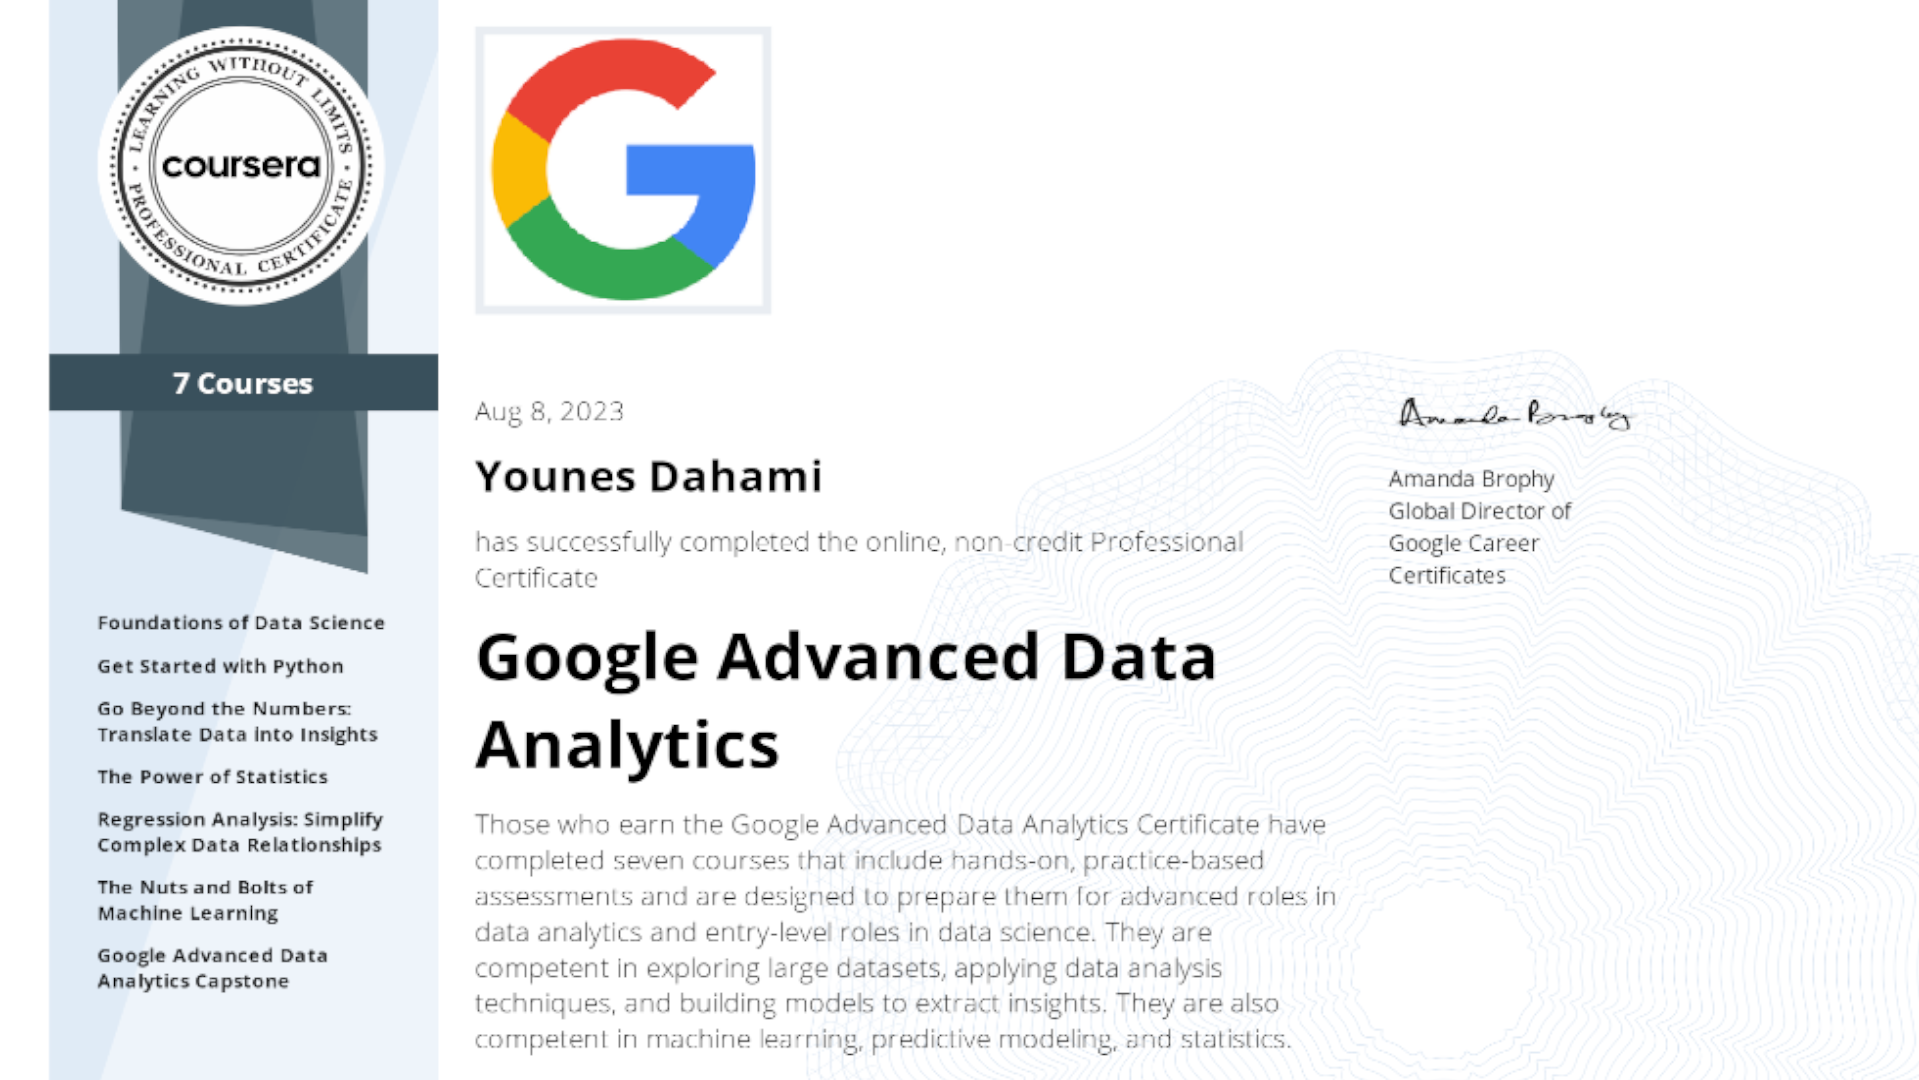 LEARNING WITHOUT LIMITS
coursera
PROFESSIONAL CERTIFICATE
7 Courses
Foundations of Data Science
Get Started with Python
Go Beyond the Numbers:
Translate Data into Insights
The Power of Statistics
Regression Analysis: Simplify
Complex Data Relationships
The Nuts and Bolts of
Machine Learning
Google Advanced Data
Analytics Capstone
Aug 8, 2023
Younes Dahami
has successfully completed the online, non-credit Professional
Certificate
Google Advanced Data
Analytics
Those who earn the Google Advanced Data Analytics Certificate have
completed seven courses that include hands-on, practice-based
assessments and are designed to prepare them for advanced roles in
data analytics and entry-level roles in data science. They are
competent in exploring large datasets, applying data analysis
techniques, and building models to extract insights. They are also
competent in machine learning, predictive modeling, and statistics.
Amanda Brophy
Amanda Brophy
Global Director of
Google Career
Certificates